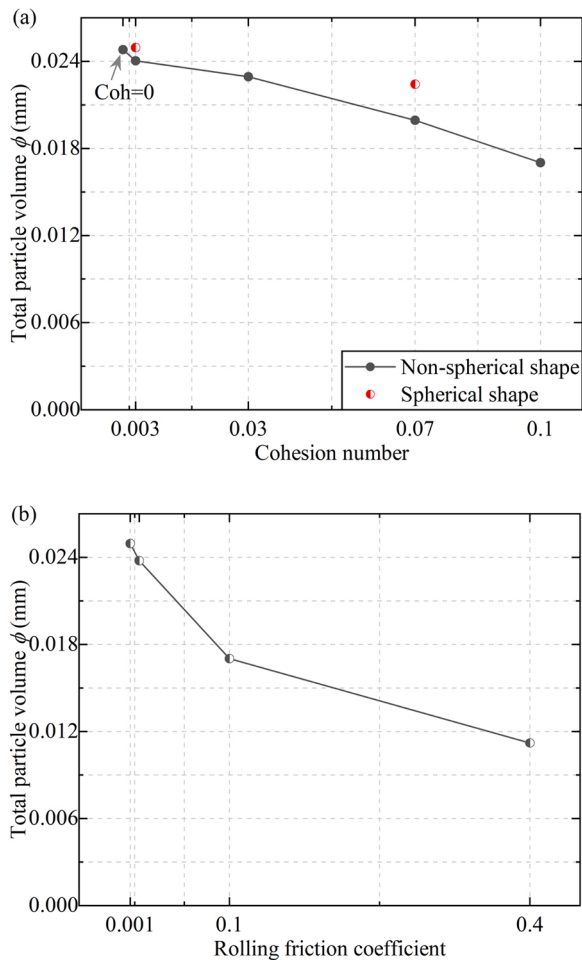 (a)
Total particle volume ϕ (mm)
0.024
0.018
0.012
0.006
0.000
Coh=0
Non-spherical shape
Spherical shape
0.003
0.03
0.07
0.1
Cohesion number
(b)
Total particle volume ϕ (mm)
0.024
0.018
0.012
0.006
0.000
0.001
0.1
0.4
Rolling friction coefficient